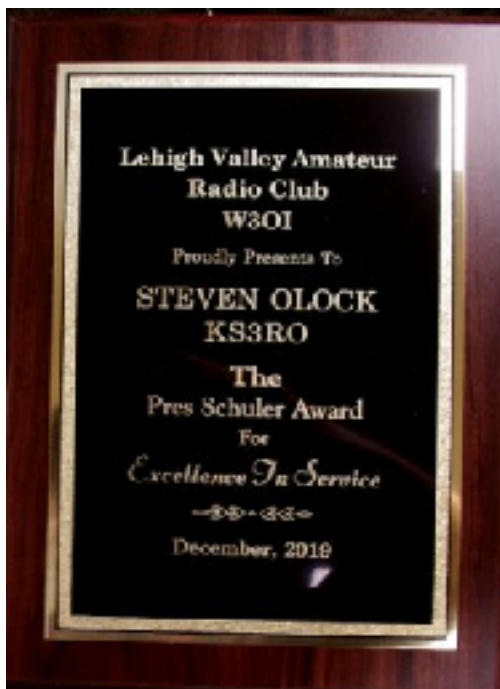 Lehigh Valley Amateur
Radio Club
W3OI
Proudly Presents To
STEVEN OLOCK
KS3RO
The
Pres Schuler Award
For
Excellence In Service
December, 2019